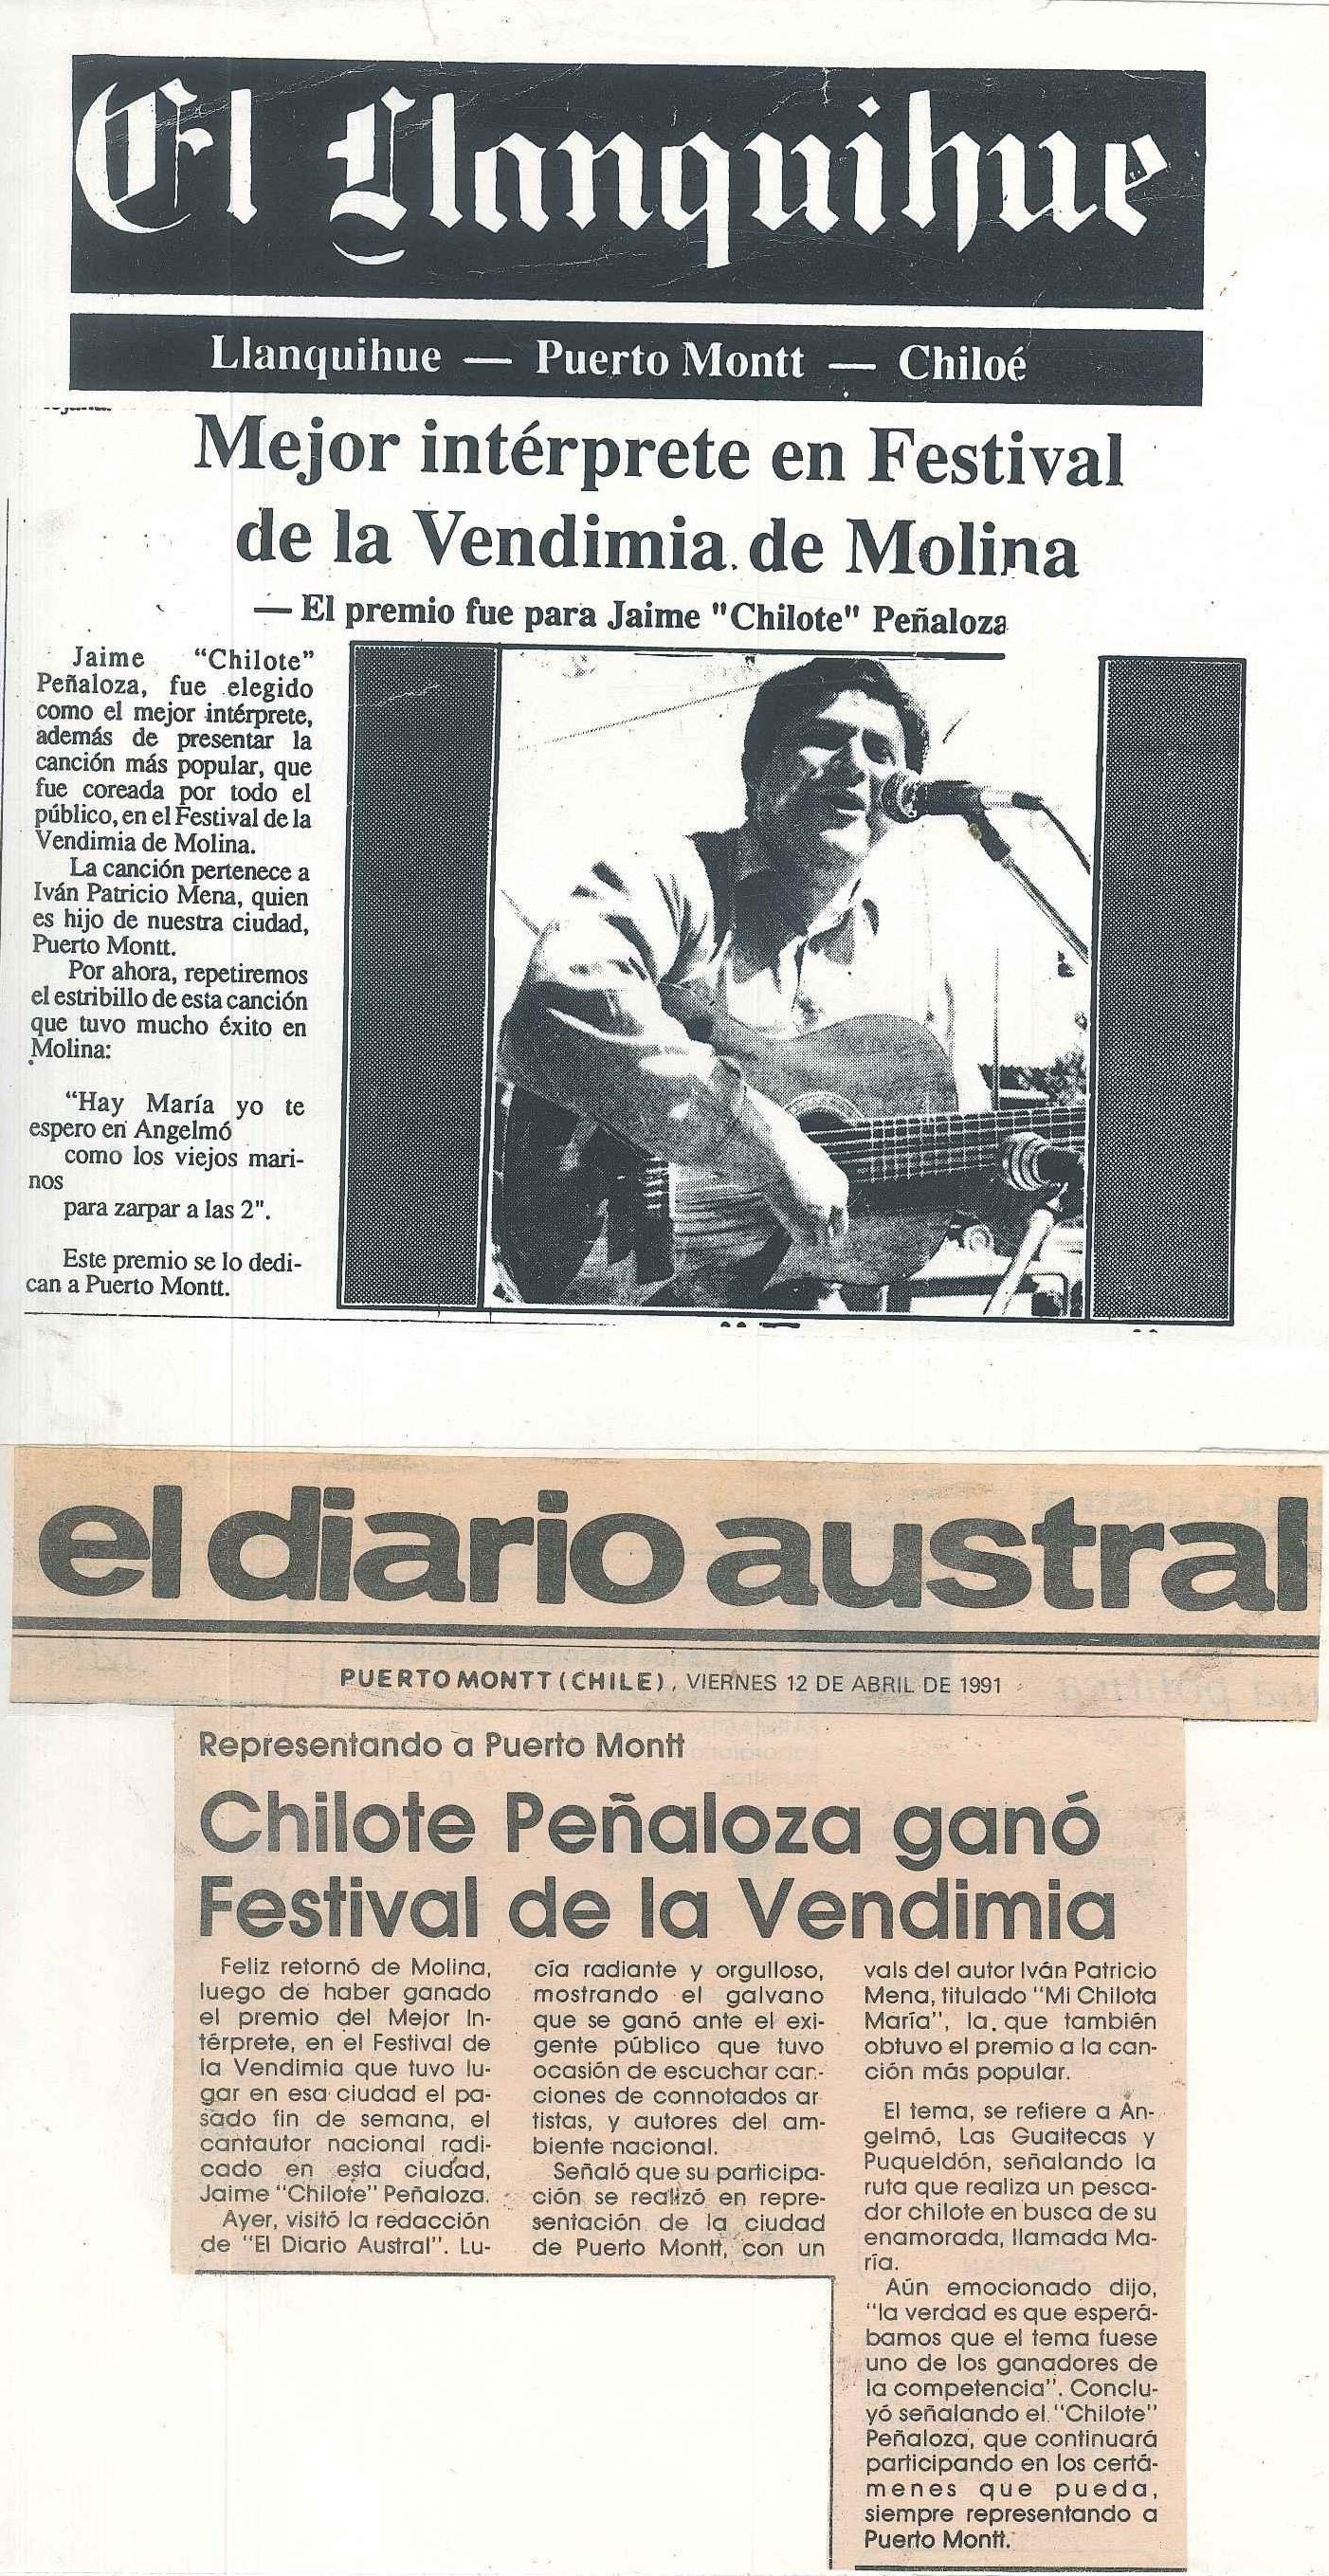 El Llanquihue
Llanquihue — Puerto Montt — Chiloé
Mejor intérprete en Festival
de la Vendimia de Molina
— El premio fue para Jaime "Chilote" Peñaloza
Jaime “Chilote”
Peñaloza, fue elegido
como el mejor intérprete,
además de presentar la
canción más popular, que
fue coreada por todo el
público, en el Festival de la
Vendimia de Molina.
La canción pertenece a
Iván Patricio Mena, quien
es hijo de nuestra ciudad,
Puerto Montt.
Por ahora, repetiremos
el estribillo de esta canción
que tuvo mucho éxito en
Molina:
“Hay María yo te
espero en Angelmó
como los viejos mari-
nos
para zarpar a las 2".
Este premio se lo dedi-
can a Puerto Montt.
el diario austral
PUERTO MONTT (CHILE), VIERNES 12 DE ABRIL DE 1991
Representando a Puerto Montt
Chilote Peñaloza ganó
Festival de la Vendimia
Feliz retornó de Molina,
luego de haber ganado
el premio del Mejor In-
térprete, en el Festival de
la Vendimia que tuvo lu-
gar en esa ciudad el pa-
sado fin de semana, el
cantautor nacional radi-
cado en esta ciudad,
Jaime “Chilote” Peñaloza.
Ayer, visitó la redacción
de “El Diario Austral”. Lu-
cía radiante y orgulloso,
mostrando el galvano
que se ganó ante el exi-
gente público que tuvo
ocasión de escuchar can-
ciones de connotados ar
tistas, y autores del am-
biente nacional.
Señaló que su participa-
ción se realizó en repre-
sentación de la ciudad
de Puerto Montt, con un
vals del autor Iván Patricio
Mena, titulado “Mi Chilota
María”, la que también
obtuvo el premio a la can-
ción más popular.
El tema, se refiere a An-
gelmó, Las Guaitecas y
Puqueldón, señalando la
ruta que realiza un pesca-
dor chilote en busca de su
enamorada, llamada Ma-
ría.
Aún emocionado dijo,
“la verdad es que esperá-
bamos que el tema fuese
uno de los ganadores de
la competencia”. Conclu-
yó señalando el “Chilote”
Peñaloza, que continuará
participando en los certá-
menes que pueda,
siempre representando a
Puerto Montt.